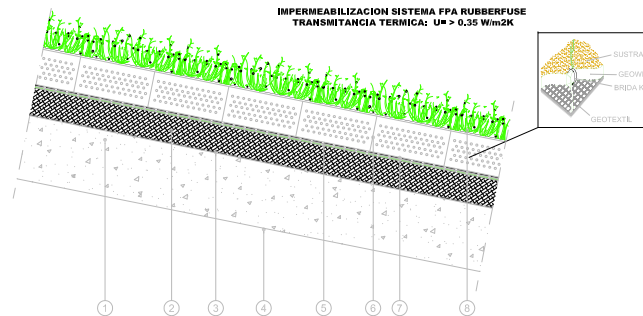 IMPERMEABILIZACION SISTEMA FPA RUBBERFUSE
TRANSMITANCIA TERMICA: U= > 0,35 W/m2K
SUSTRA
GEOW
BRIDA K
GEOTEXTIL
1 2 3 4 5 6 7 8